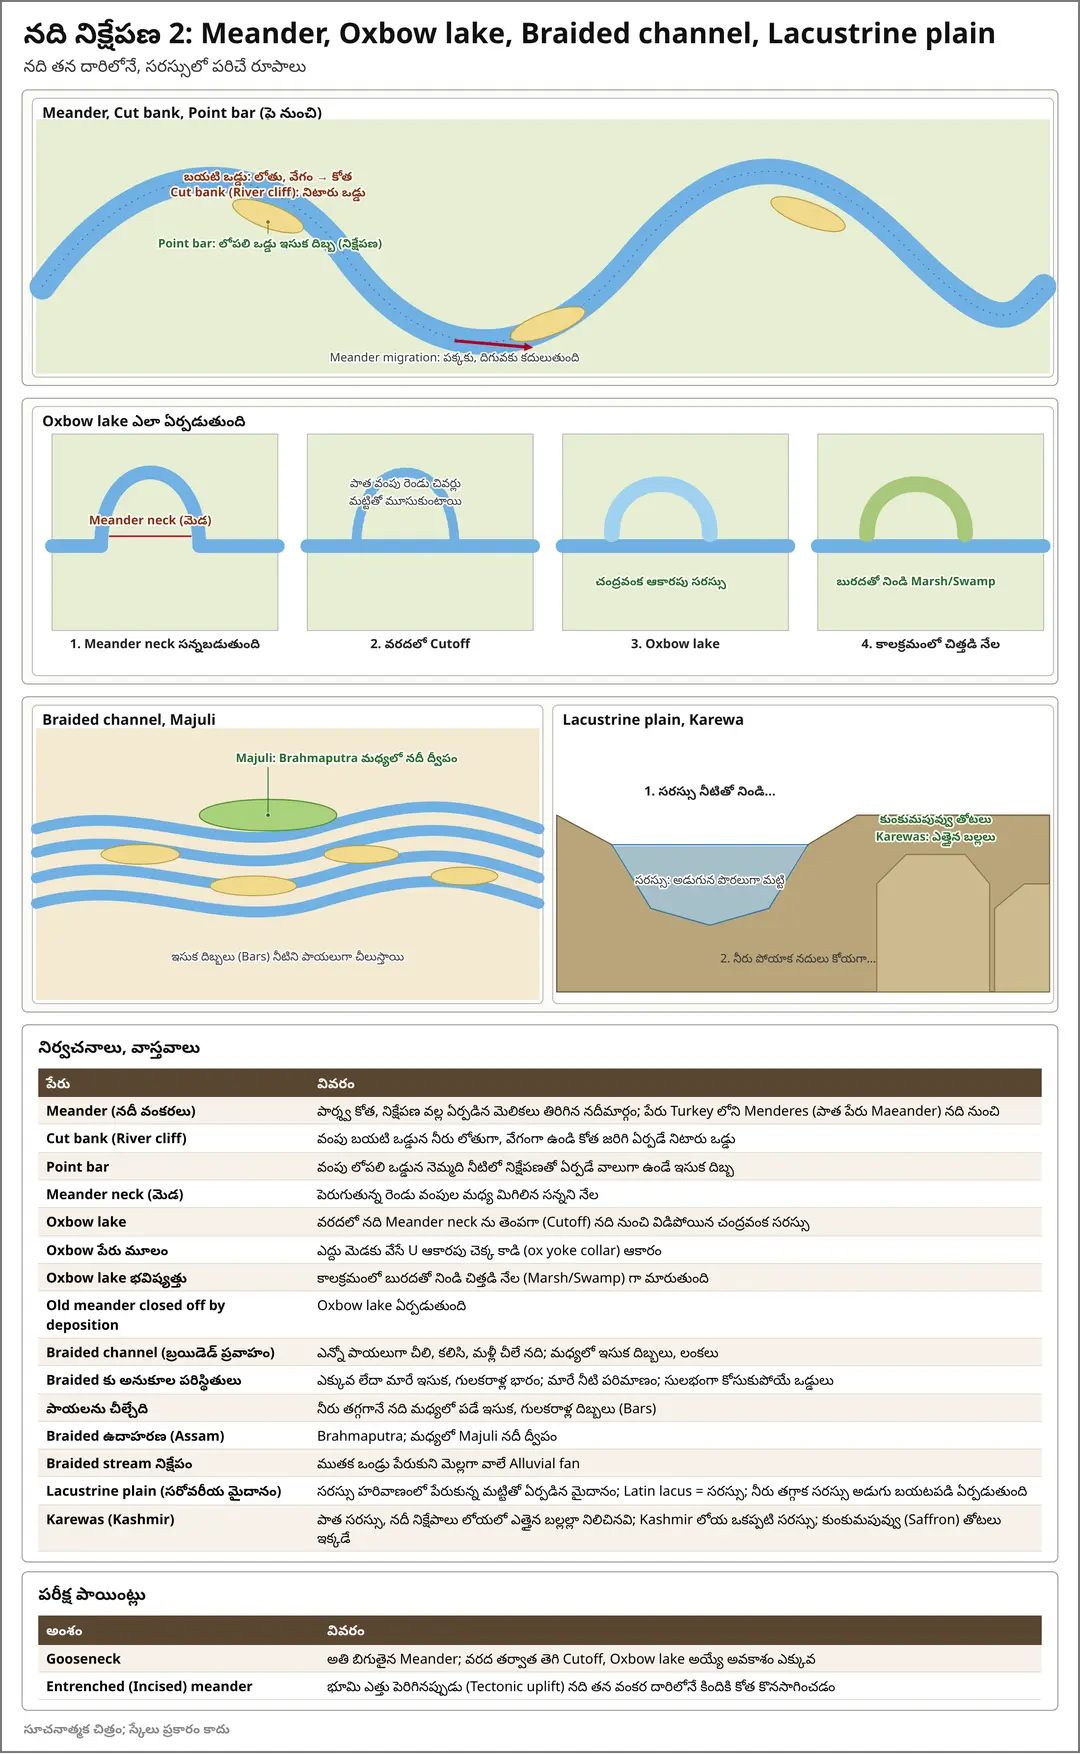 నది నిక్షేపణ 2: Meander, Oxbow lake, Braided channel, Lacustrine plain
నది తన దారిలోనే, సరస్సులో పరిచే రూపాలు
Meander, Cut bank, Point bar (పై నుంచి)
బయటి ఒడ్డు: లోతు, వేగం → కోత
Cut bank (River cliff): నిటారు ఒడ్డు
Point bar: లోపలి ఒడ్డు ఇసుక దిబ్బ (నిక్షేపణ)
Meander migration: పక్కకు, దిగువకు కదులుతుంది
Oxbow lake ఎలా ఏర్పడుతుంది
Meander neck (మెడ)
1. Meander neck సన్నబడుతుంది
పాత వంపు రెండు చివర్లు
మట్టితో మూసుకుంటాయి
2. వరదలో Cutoff
చంద్రవంక ఆకారపు సరస్సు
3. Oxbow lake
బురదతో నిండి Marsh/Swamp
4. కాలక్రమంలో చిత్తడి నేల
Braided channel, Majuli
Majuli: Brahmaputra మధ్యలో నదీ ద్వీపం
ఇసుక దిబ్బలు (Bars) నీటిని పాయలుగా చీలుస్తాయి
Lacustrine plain, Karewa
1. సరస్సు నీటితో నిండి...
కుంకుమపువ్వు తోటలు
Karewas: ఎత్తైన బల్లలు
సరస్సు: అడుగున పొరలుగా మట్టి
2. నీరు పోయాక నదులు కోయగా...
నిర్వచనాలు, వాస్తవాలు
పేరు వివరం
Meander (నదీ వంకరలు) పార్శ్వ కోత, నిక్షేపణ వల్ల ఏర్పడిన మెలికలు తిరిగిన నదీమార్గం; పేరు Turkey లోని Menderes (పాత పేరు Maeander) నది నుంచి
Cut bank (River cliff) వంపు బయటి ఒడ్డున నీరు లోతుగా, వేగంగా ఉండి కోత జరిగి ఏర్పడే నిటారు ఒడ్డు
Point bar వంపు లోపలి ఒడ్డున నెమ్మది నీటిలో నిక్షేపణతో ఏర్పడే వాలుగా ఉండే ఇసుక దిబ్బ
Meander neck (మెడ) పెరుగుతున్న రెండు వంపుల మధ్య మిగిలిన సన్నని నేల
Oxbow lake వరదలో నది Meander neck ను తెంపగా (Cutoff) నది నుంచి విడిపోయిన చంద్రవంక సరస్సు
Oxbow పేరు మూలం ఎద్దు మెడకు వేసే U ఆకారపు చెక్క కాడి (ox yoke collar) ఆకారం
Oxbow lake భవిష్యత్తు కాలక్రమంలో బురదతో నిండి చిత్తడి నేల (Marsh/Swamp) గా మారుతుంది
Old meander closed off by Oxbow lake ఏర్పడుతుంది
deposition
Braided channel (బ్రయిడెడ్ ప్రవాహం) ఎన్నో పాయలుగా చీలి, కలిసి, మళ్లీ చీలే నది; మధ్యలో ఇసుక దిబ్బలు, లంకలు
Braided కు అనుకూల పరిస్థితులు ఎక్కువ లేదా మారే ఇసుక, గులకరాళ్ల భారం; మారే నీటి పరిమాణం; సులభంగా కోసుకుపోయే ఒడ్డులు
పాయలను చీల్చేది నీరు తగ్గగానే నది మధ్యలో పడే ఇసుక, గులకరాళ్ల దిబ్బలు (Bars)
Braided ఉదాహరణ (Assam) Brahmaputra; మధ్యలో Majuli నదీ ద్వీపం
Braided stream నిక్షేపం ముతక ఒండ్రు పేరుకుని మెల్లగా వాలే Alluvial fan
Lacustrine plain (సరోవరీయ మైదానం) సరస్సు హరివాణంలో పేరుకున్న మట్టితో ఏర్పడిన మైదానం; Latin lacus = సరస్సు; నీరు తగ్గాక సరస్సు అడుగు బయటపడి ఏర్పడుతుంది
Karewas (Kashmir) పాత సరస్సు, నదీ నిక్షేపాలు లోయలో ఎత్తైన బల్లల్లా నిలిచినవి; Kashmir లోయ ఒకప్పటి సరస్సు; కుంకుమపువ్వు (Saffron) తోటలు
ఇక్కడే
పరీక్ష పాయింట్లు
అంశం వివరం
Gooseneck అతి బిగుతైన Meander; వరద తర్వాత తెగి Cutoff, Oxbow lake అయ్యే అవకాశం ఎక్కువ
Entrenched (Incised) meander భూమి ఎత్తు పెరిగినప్పుడు (Tectonic uplift) నది తన వంకర దారిలోనే కిందికి కోత కొనసాగించడం
సూచనాత్మక చిత్రం; స్కేలు ప్రకారం కాదు